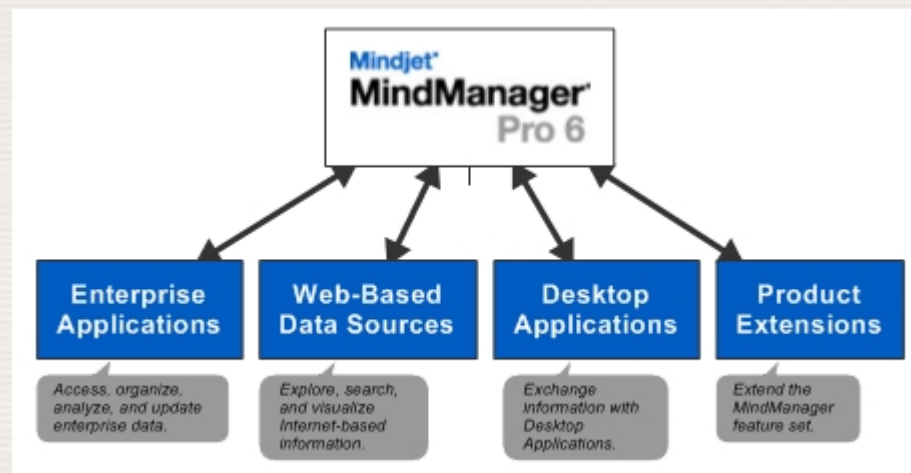 Mindjet®
MindManager®
Pro 6
Enterprise
Applications
Web-Based
Data Sources
Desktop
Applications
Product
Extensions
Access, organize,
analyze, and update
enterprise data.
Explore, search,
and visualize
Internet-based
information.
Exchange
information with
Desktop
Applications.
Extend the
MindManager
feature set.